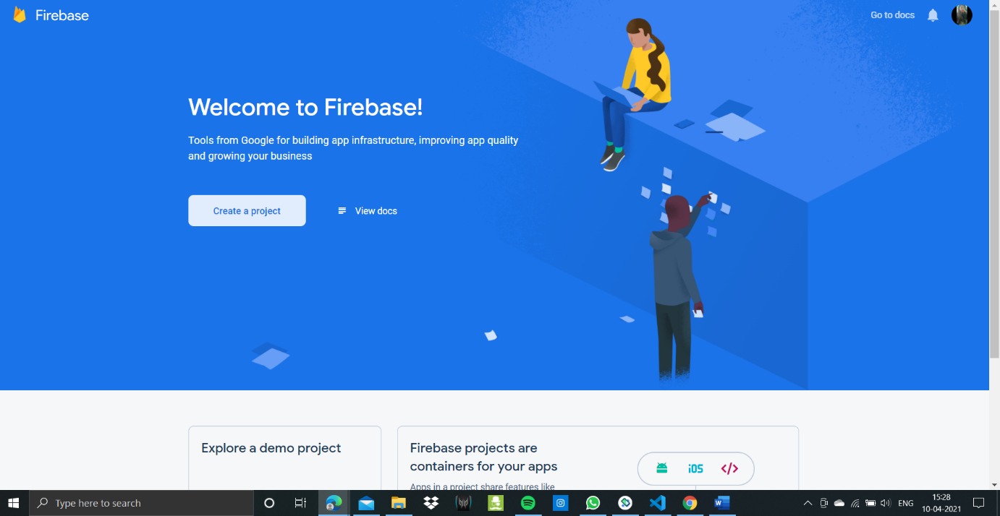 Firebase
Go to docs
Welcome to Firebase!
Tools from Google for building app infrastructure, improving app quality
and growing your business
Create a project
View docs
Explore a demo project
Firebase projects are
containers for your apps
iOS
</>
Apps in a project share features like
Type here to search
ENG
15:28
10-04-2021